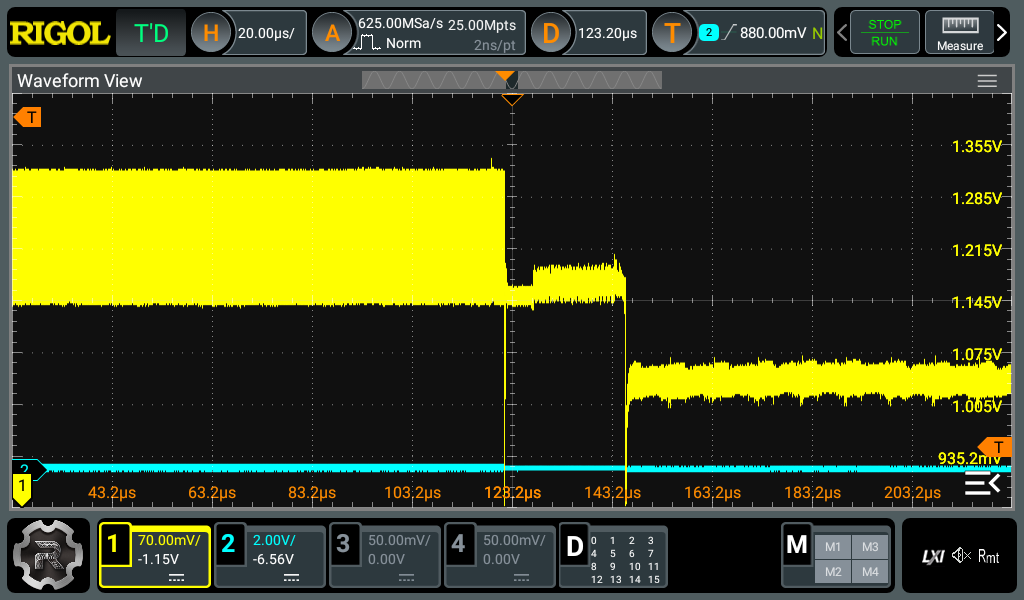 RIGOL T'D H 20.00µs/ A 625.00MSa/s 25.00Mpts D 123.20µs T 2 880.00mV N STOP
Norm 2ns/pt RUN Measure
Waveform View
T
1.355V
1.285V
1.215V
1.145V
1.075V
1.005V
T
935.2mV
2
1
43.2µs 63.2µs 83.2µs 103.2µs 123.2µs 143.2µs 163.2µs 183.2µs 203.2µs
1 70.00mV/ 2 2.00V/ 3 50.00mV/ 4 50.00mV/ D 0 1 2 3 M M1 M3
-1.15V -6.56V 0.00V 0.00V 4 5 6 7 LXI Rmt
8 9 10 11 M2 M4
12 13 14 15
R